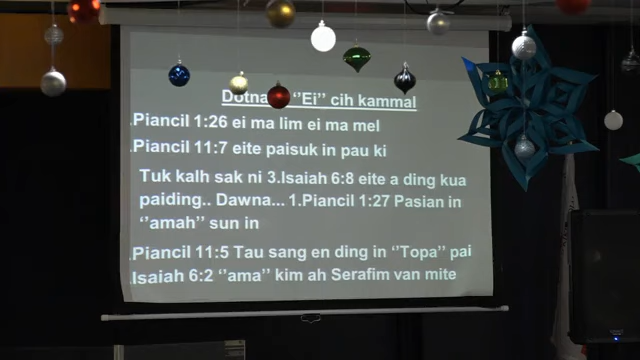 Dotna "Ei" cih kammal
.Piancil 1:26 ei ma lim ei ma mel
.Piancil 11:7 eite paisuk in pau ki
Tuk kalh sak ni 3.Isaiah 6:8 eite a ding kua
paiding.. Dawna... 1.Piancil 1:27 Pasian in
‘’amah’’ sun in
.Piancil 11:5 Tau sang en ding in ‘’Topa’’ pai
Isaiah 6:2 ‘’ama’’ kim ah Serafim van mite